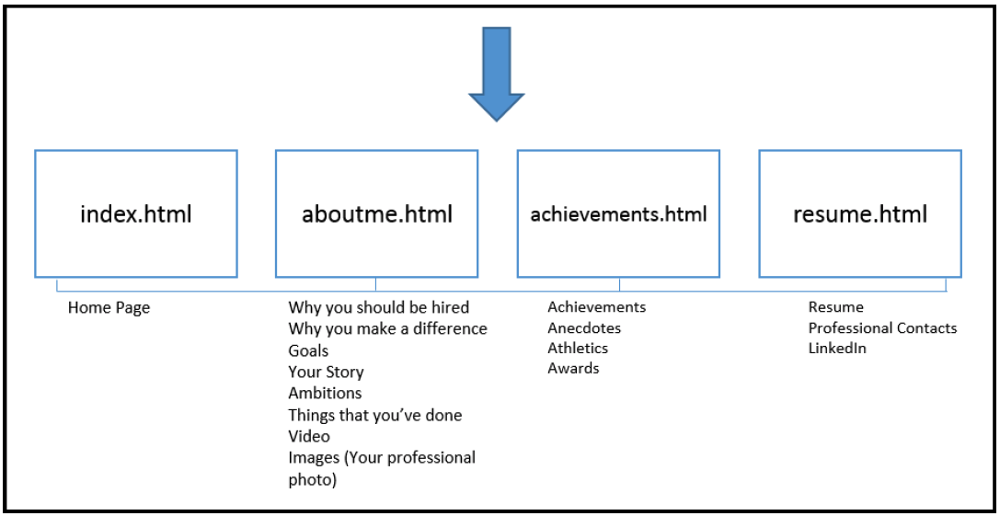 index.html
aboutme.html
achievements.html
resume.html
Home Page
Why you should be hired
Why you make a difference
Goals
Your Story
Ambitions
Things that you’ve done
Video
Images (Your professional
photo)
Achievements
Anecdotes
Athletics
Awards
Resume
Professional Contacts
LinkedIn